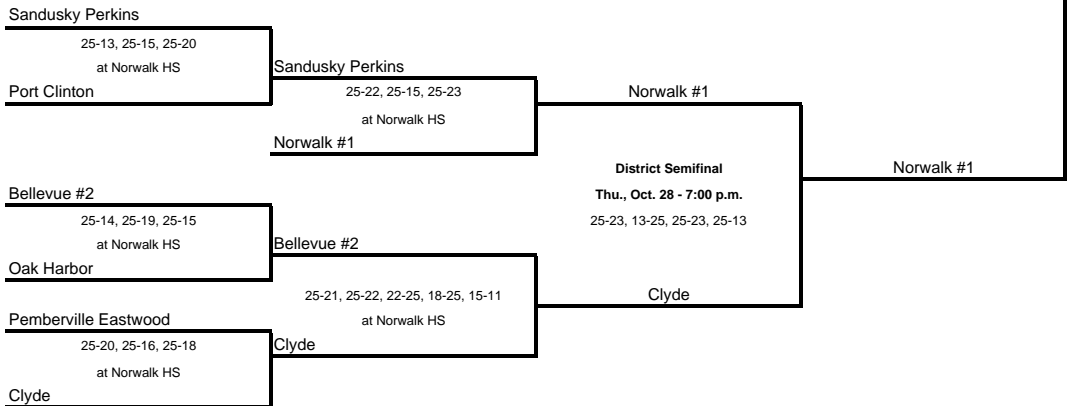 Sandusky Perkins
25-13, 25-15, 25-20
at Norwalk HS
Port Clinton
Sandusky Perkins
25-22, 25-15, 25-23
at Norwalk HS
Norwalk #1
Norwalk #1
District Semifinal
Thu., Oct. 28 - 7:00 p.m.
25-23, 13-25, 25-23, 25-13
Norwalk #1
Bellevue #2
25-14, 25-19, 25-15
at Norwalk HS
Oak Harbor
Bellevue #2
25-21, 25-22, 22-25, 18-25, 15-11
at Norwalk HS
Clyde
Clyde
Pemberville Eastwood
25-20, 25-16, 25-18
at Norwalk HS
Clyde